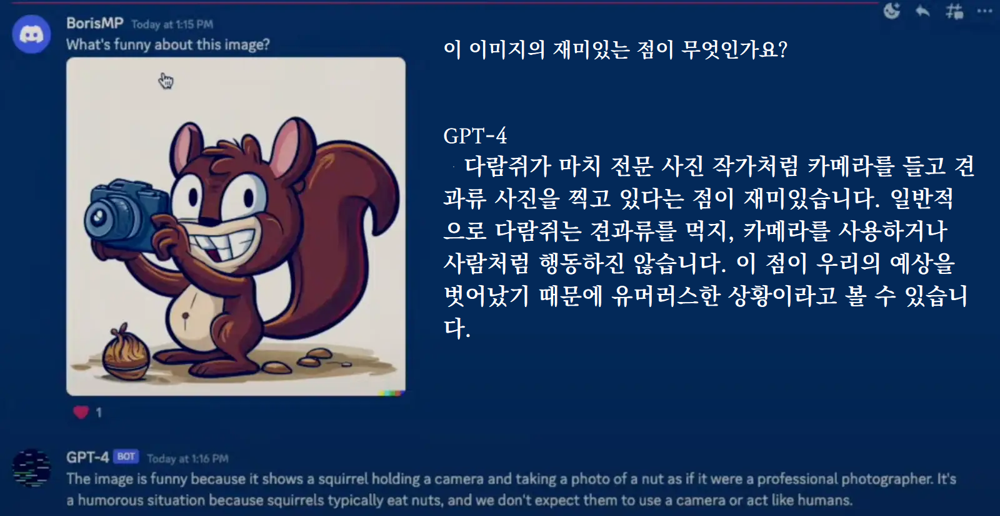 BorisMP Today at 1:15 PM
What's funny about this image?
1
이 이미지의 재미있는 점이 무엇인가요?
GPT-4
다람쥐가 마치 전문 사진 작가처럼 카메라를 들고 견
과류 사진을 찍고 있다는 점이 재미있습니다. 일반적
으로 다람쥐는 견과류를 먹지, 카메라를 사용하거나
사람처럼 행동하진 않습니다. 이 점이 우리의 예상을
벗어났기 때문에 유머러스한 상황이라고 볼 수 있습니
다.
GPT-4 BOT Today at 1:16 PM
The image is funny because it shows a squirrel holding a camera and taking a photo of a nut as if it were a professional photographer. It's
a humorous situation because squirrels typically eat nuts, and we don't expect them to use a camera or act like humans.